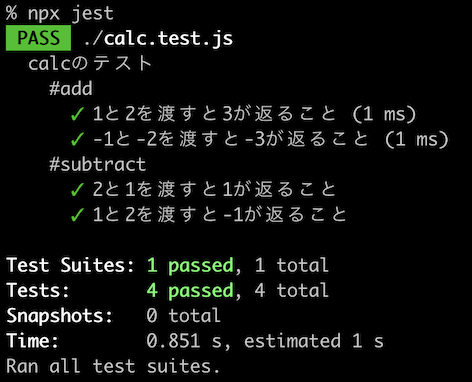 % npx jest
PASS ./calc.test.js
calcのテスト
#add
✓ 1と2を渡すと3が返ること (1 ms)
✓ -1と-2を渡すと-3が返ること (1 ms)
#subtract
✓ 2と1を渡すと1が返ること
✓ 1と2を渡すと-1が返ること
Test Suites: 1 passed, 1 total
Tests: 4 passed, 4 total
Snapshots: 0 total
Time: 0.851 s, estimated 1 s
Ran all test suites.